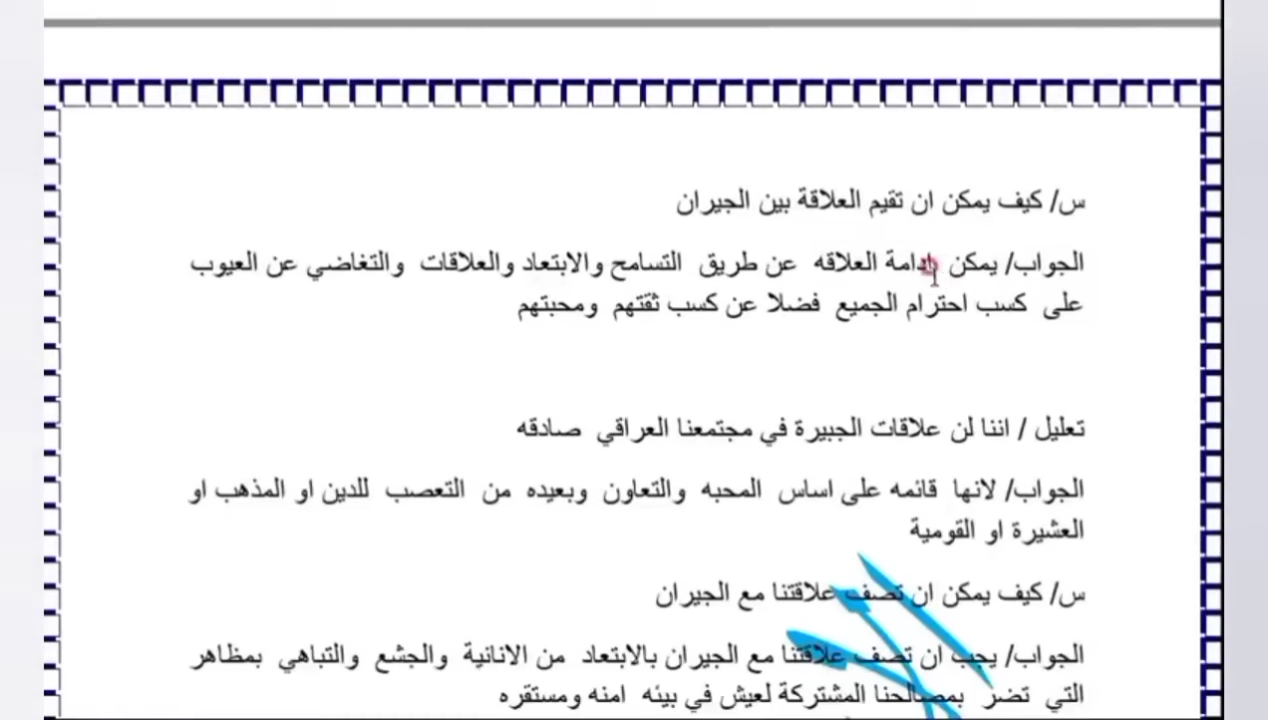 س/ كيف يمكن ان تقيم العلاقة بين الجيران
الجواب/ يمكن إدامة العلاقه عن طريق التسامح والابتعاد والعلاقات والتغاضي عن العيوب
على كسب احترام الجميع فضلا عن كسب ثقتهم ومحبتهم
تعليل / اننا لن علاقات الجبيرة في مجتمعنا العراقي صادقه
الجواب/ لانها قائمه على اساس المحبه والتعاون وبعيده من التعصب للدين او المذهب او
العشيرة او القومية
س/ كيف يمكن ان تصف علاقتنا مع الجيران
الجواب/ يجب ان تصف علاقتنا مع الجيران بالابتعاد من الانانية والجشع والتباهي بمظاهر
التي تضر بمصالحنا المشتركة لعيش في بيئه امنه ومستقره